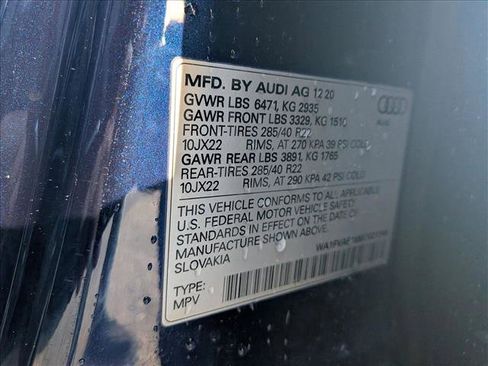 MFD. BY AUDI AG 12 20
GVWR LBS 6471, KG 2935
GAWR FRONT LBS 3329, KG 1510
FRONT-TIRES 285/40 R22
10JX22 RIMS, AT 270 KPA 39 PSI COLD
GAWR REAR LBS 3891, KG 1765
REAR-TIRES 285/40 R22
10JX22 RIMS, AT 290 KPA 42 PSI COLD
THIS VEHICLE CONFORMS TO ALL APPLICABLE
U.S. FEDERAL MOTOR VEHICLE SAFETY
STANDARDS IN EFFECT ON THE DATE OF
MANUFACTURE SHOWN ABOVE.
SLOVAKIA
TYPE:
MPV